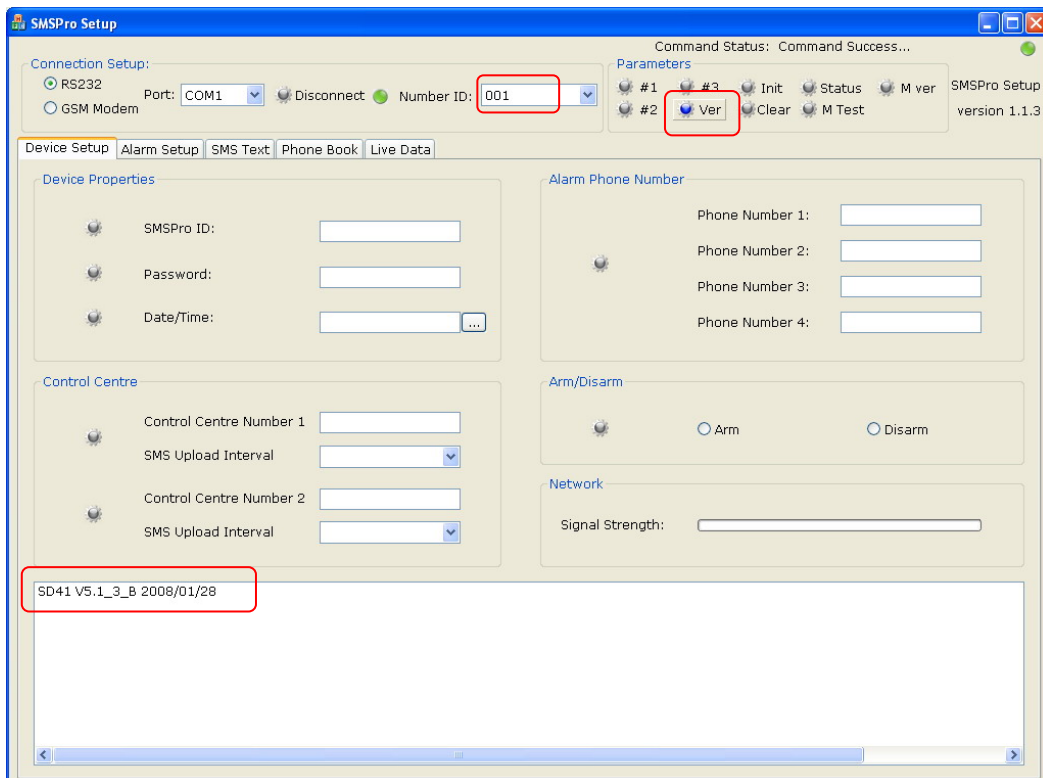 SMSPro Setup
Command Status: Command Success...
Connection Setup:
RS232
GSM Modem
Port: COM1
Disconnect
Number ID: 001
Parameters
#1 #3 Init Status M ver
#2 Ver Clear M Test
SMSPro Setup
version 1.1.3
Device Setup Alarm Setup SMS Text Phone Book Live Data
Device Properties
SMSPro ID:
Password:
Date/Time:
...
Alarm Phone Number
Phone Number 1:
Phone Number 2:
Phone Number 3:
Phone Number 4:
Control Centre
Control Centre Number 1
SMS Upload Interval
Control Centre Number 2
SMS Upload Interval
Arm/Disarm
Arm Disarm
Network
Signal Strength:
SD41 V5.1_3_B 2008/01/28